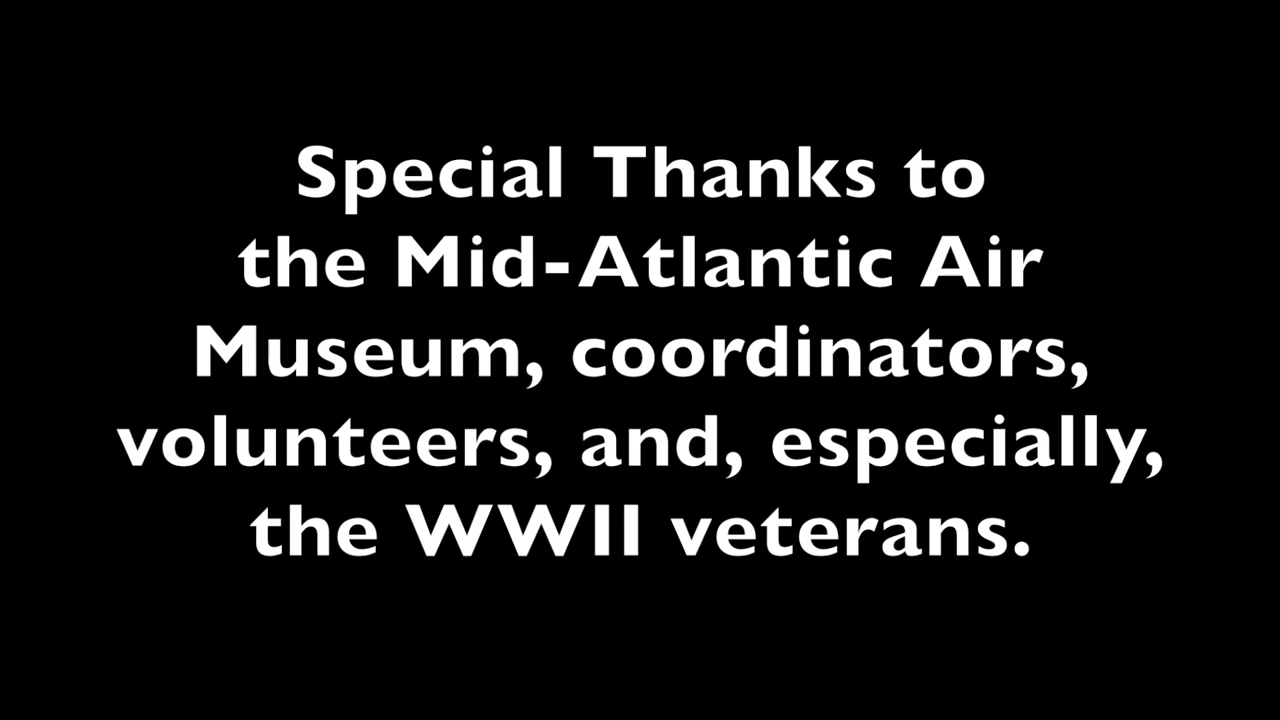 Special Thanks to
the Mid-Atlantic Air
Museum, coordinators,
volunteers, and, especially,
the WWII veterans.